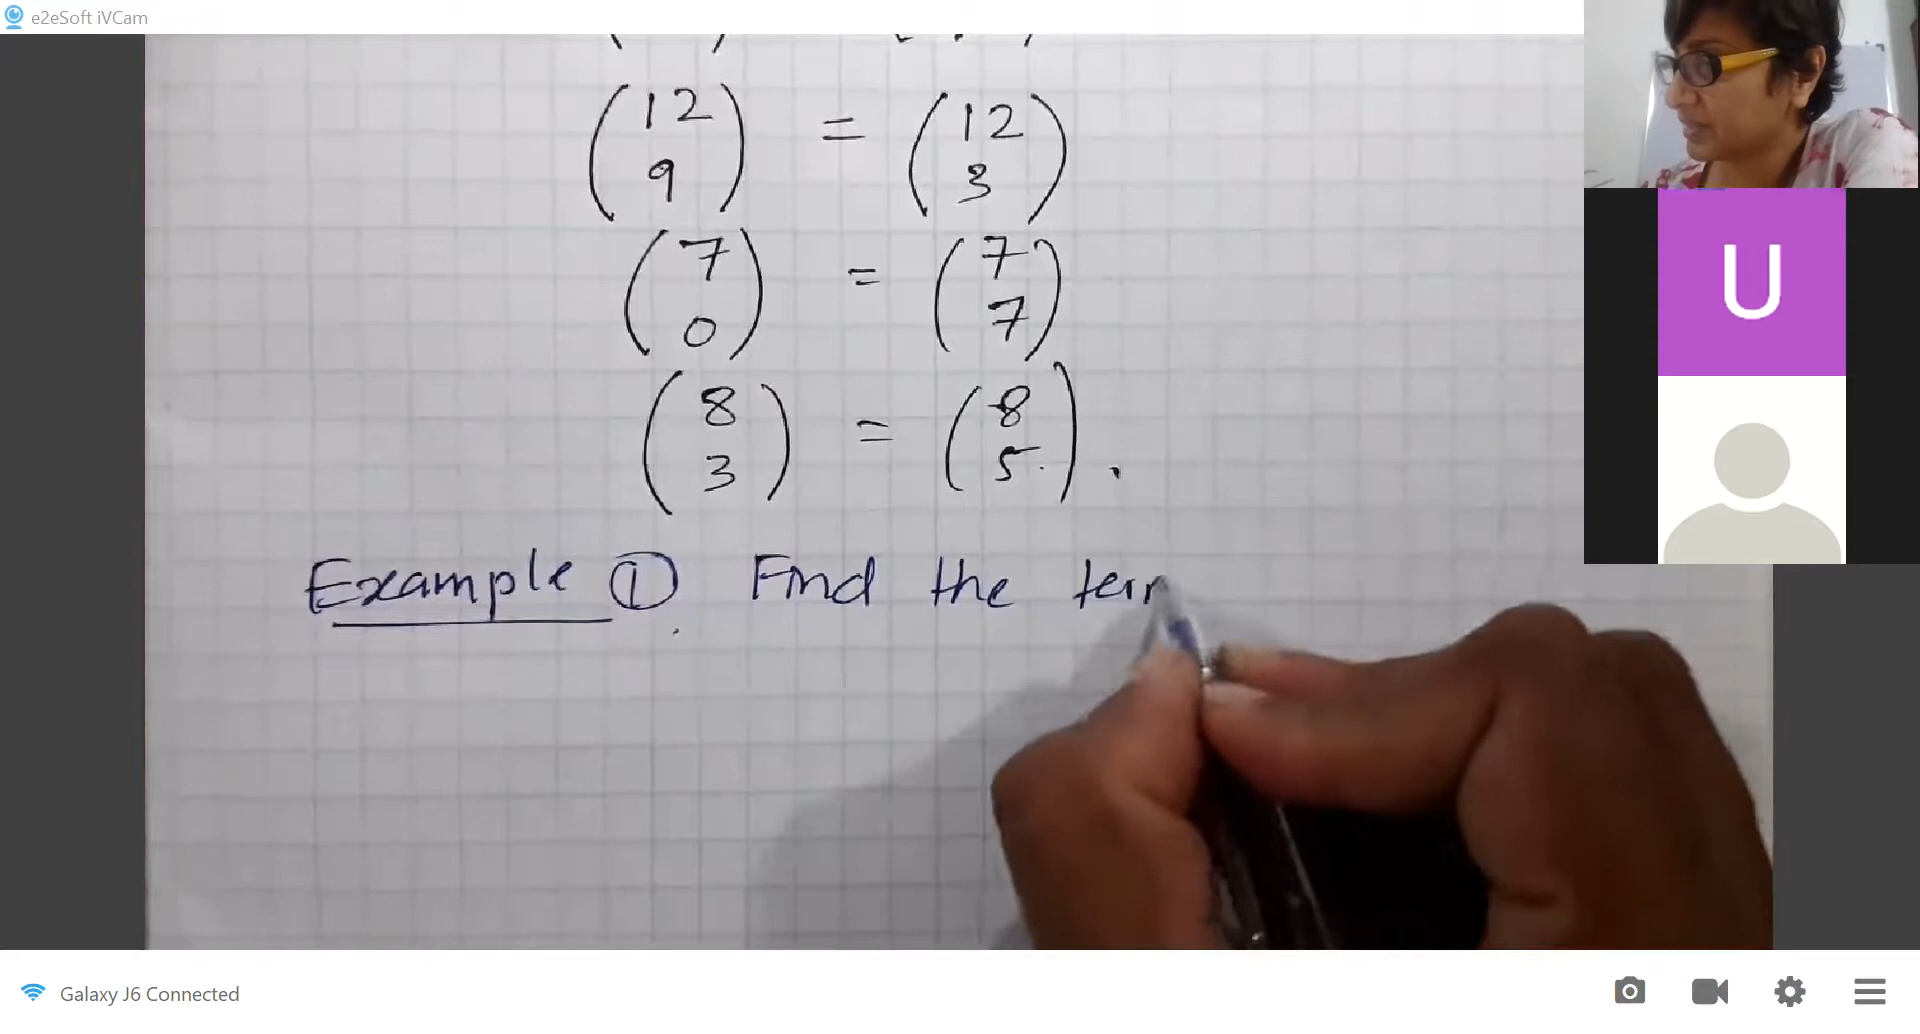 e2eSoft iVCam
(12 9) = (12 3)
(7 0) = (7 7)
(8 3) = (8 5).
Example ① Find the term
U
Galaxy J6 Connected